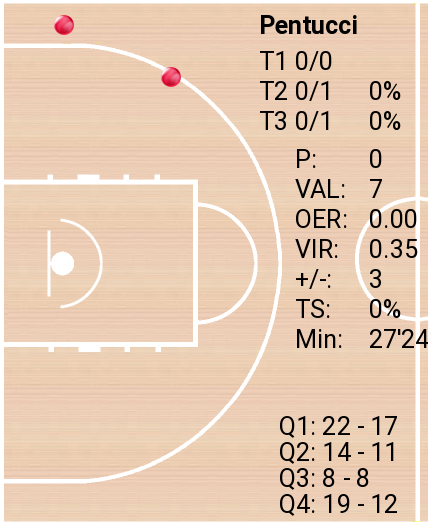 Pentucci
T1 0/0
T2 0/1 0%
T3 0/1 0%
P: 0
VAL: 7
OER: 0.00
VIR: 0.35
+/-: 3
TS: 0%
Min: 27'24
Q1: 22 - 17
Q2: 14 - 11
Q3: 8 - 8
Q4: 19 - 12